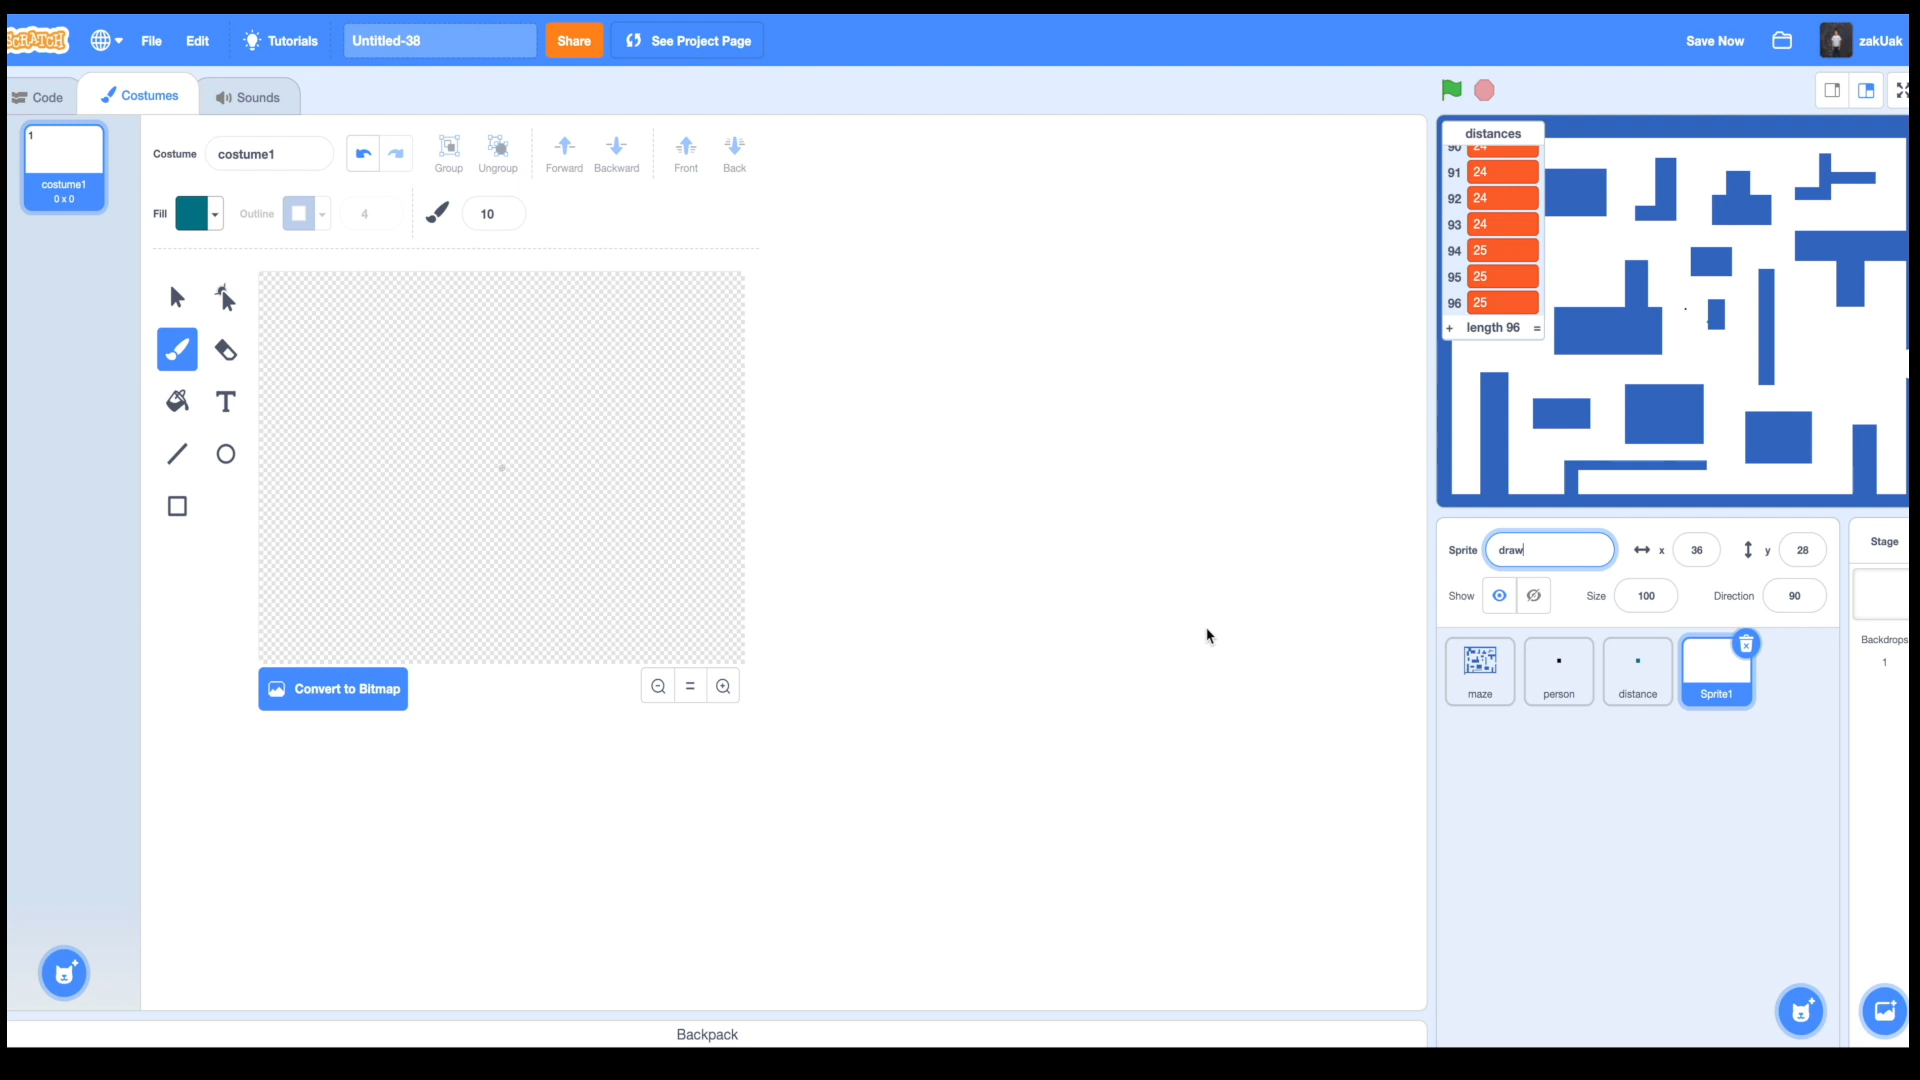 SCRATCH File Edit Tutorials Untitled-38 Share See Project Page Save Now zakUak
Code Costumes Sounds
1
costume1
0 x 0
Costume costume1 Group Ungroup Forward Backward Front Back
Fill Outline 4 10
Convert to Bitmap
Backpack
distances
90 24
91 24
92 24
93 24
94 25
95 25
96 25
+ length 96 =
Sprite draw x 36 y 28
Show Size 100 Direction 90
maze person distance Sprite1
Stage
Backdrops
1